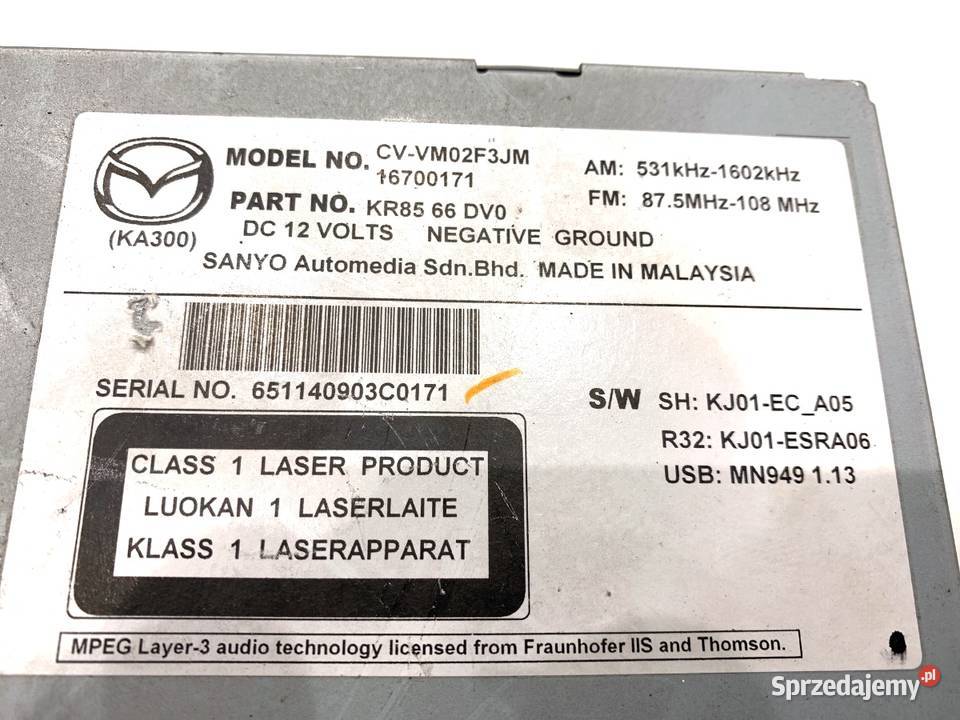 MODEL NO. CV-VM02F3JM
16700171
AM: 531kHz-1602kHz
PART NO. KR85 66 DV0
FM: 87.5MHz-108 MHz
(KA300)
DC 12 VOLTS NEGATIVE GROUND
SANYO Automedia Sdn.Bhd. MADE IN MALAYSIA
SERIAL NO. 651140903C0171
S/W SH: KJ01-EC_A05
R32: KJ01-ESRA06
USB: MN949 1.13
CLASS 1 LASER PRODUCT
LUOKAN 1 LASERLAITE
KLASS 1 LASERAPPARAT
MPEG Layer-3 audio technology licensed from Fraunhofer IIS and Thomson.
Sprzedajemy.pl